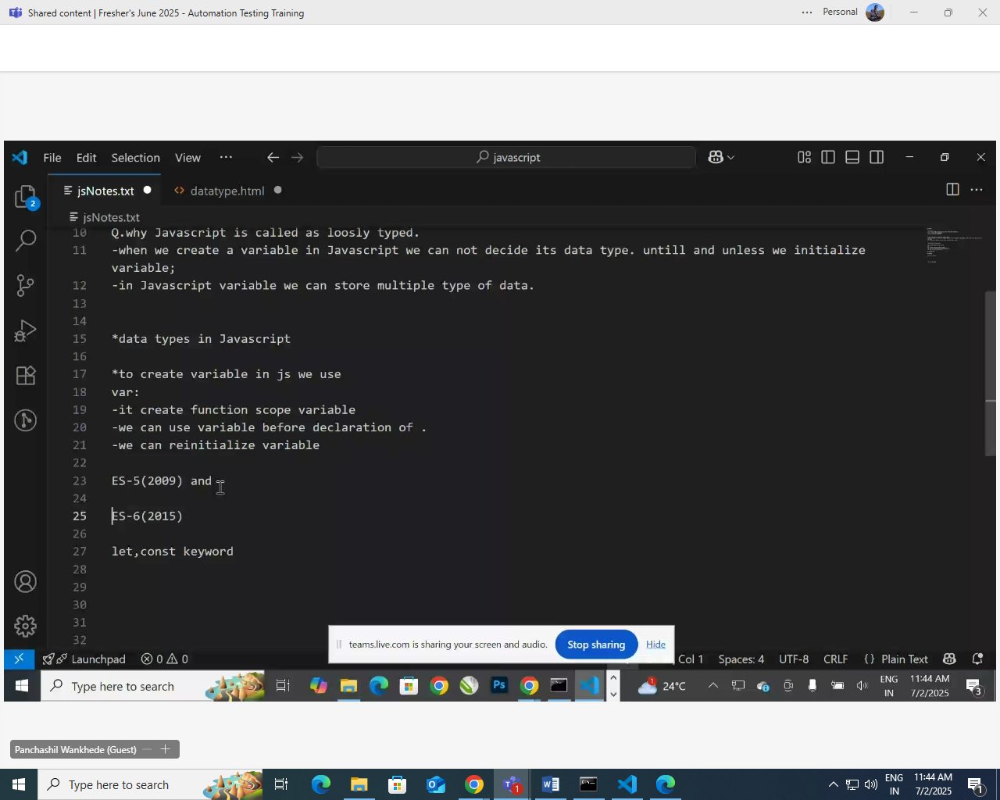 Shared content | Fresher's June 2025 - Automation Testing Training
Personal
File Edit Selection View
javascript
jsNotes.txt
datatype.html
jsNotes.txt
10 Q.why Javascript is called as loosly typed.
11 -when we create a variable in Javascript we can not decide its data type. untill and unless we initialize
variable;
12 -in Javascript variable we can store multiple type of data.
13
14
15 *data types in Javascript
16
17 *to create variable in js we use
18 var:
19 -it create function scope variable
20 -we can use variable before declaration of .
21 -we can reinitialize variable
22
23 ES-5(2009) and
24
25 ES-6(2015)
26
27 let,const keyword
28
29
30
31
32
2
teams.live.com is sharing your screen and audio.
Stop sharing
Hide
Launchpad 0 0
Col 1 Spaces: 4 UTF-8 CRLF {} Plain Text
Type here to search
Ps
1
24°C
ENG
IN
11:44 AM
7/2/2025
3
Panchashil Wankhede (Guest)
Type here to search
1
ENG
IN
11:44 AM
7/2/2025
1